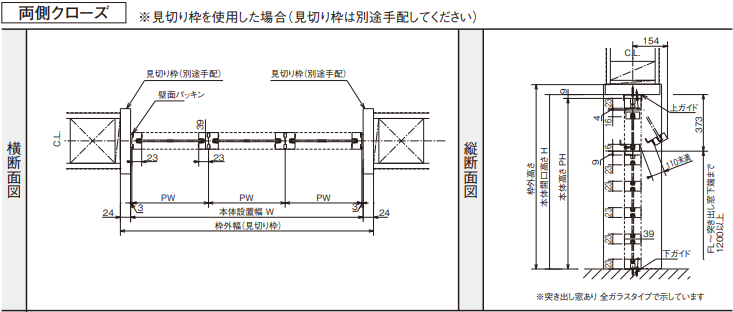 両側クローズ
※見切り枠を使用した場合（見切り枠は別途手配してください）
横断面図
見切り枠（別途手配）
見切り枠（別途手配）
壁面パッキン
C.L.
39
23
23
PW
PW
PW
3
3
24
本体設置幅 W
24
枠外幅（見切り枠）
縦断面図
154
C.L.
9
23
上ガイド
4
16
373
16
9
110未満
23
23
23
23
39
23
下ガイド
枠外高さ
本体開口高さ H
本体高さ PH
FL～突き出し窓下端まで
1200以上
※突き出し窓あり 全ガラスタイプで示しています